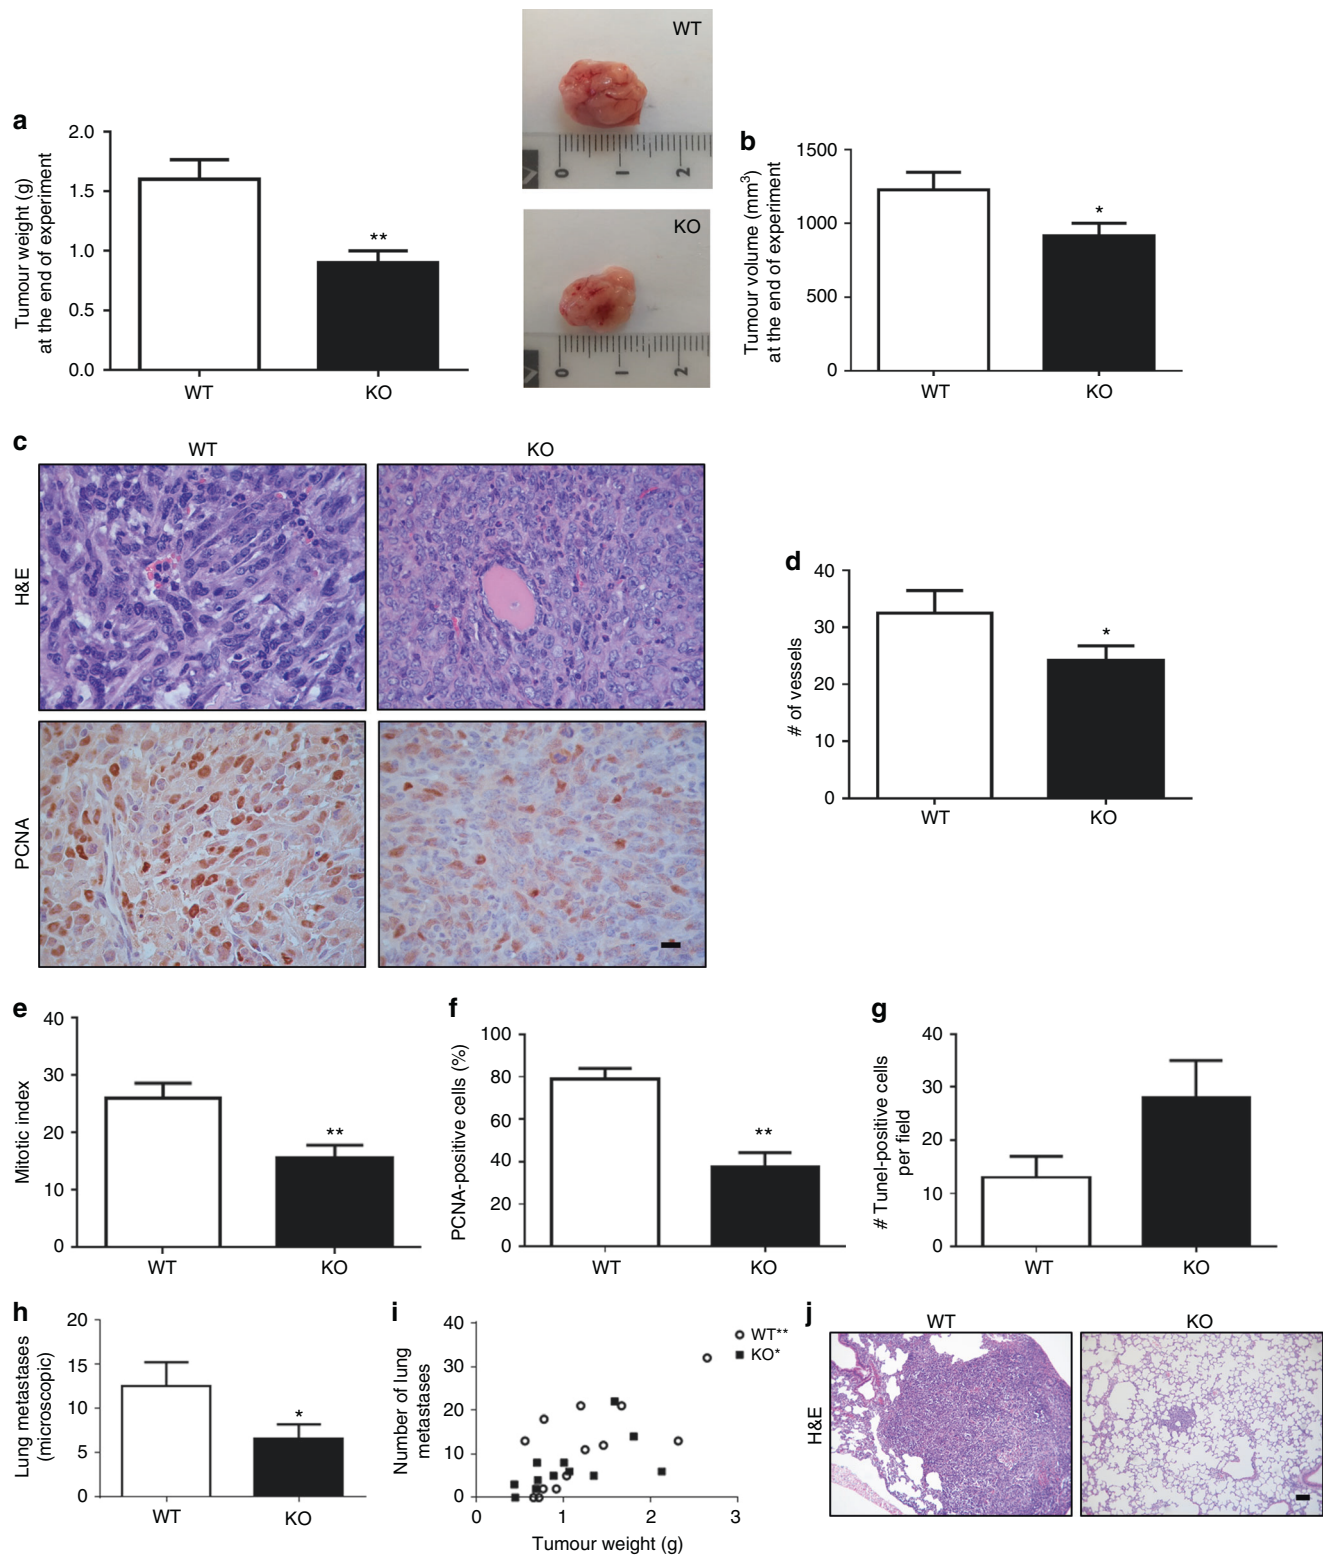 a
Tumour weight (g)
at the end of experiment
2.0
1.5
1.0
0.5
0.0
**
WT
KO
WT
0 1 2
KO
0 1 2
b
Tumour volume (mm³)
at the end of experiment
1500
1000
500
0
*
WT
KO
c
WT
KO
H&E
PCNA
d
# of vessels
40
30
20
10
0
*
WT
KO
e
Mitotic index
40
30
20
10
0
**
WT
KO
f
PCNA-positive cells (%)
100
80
60
40
20
0
**
WT
KO
g
# Tunel-positive cells
per field
40
30
20
10
0
WT
KO
h
Lung metastases
(microscopic)
20
15
10
5
0
*
WT
KO
i
Number of lung
metastases
40
30
20
10
0
0 1 2 3
Tumour weight (g)
WT**
KO*
j
WT
KO
H&E